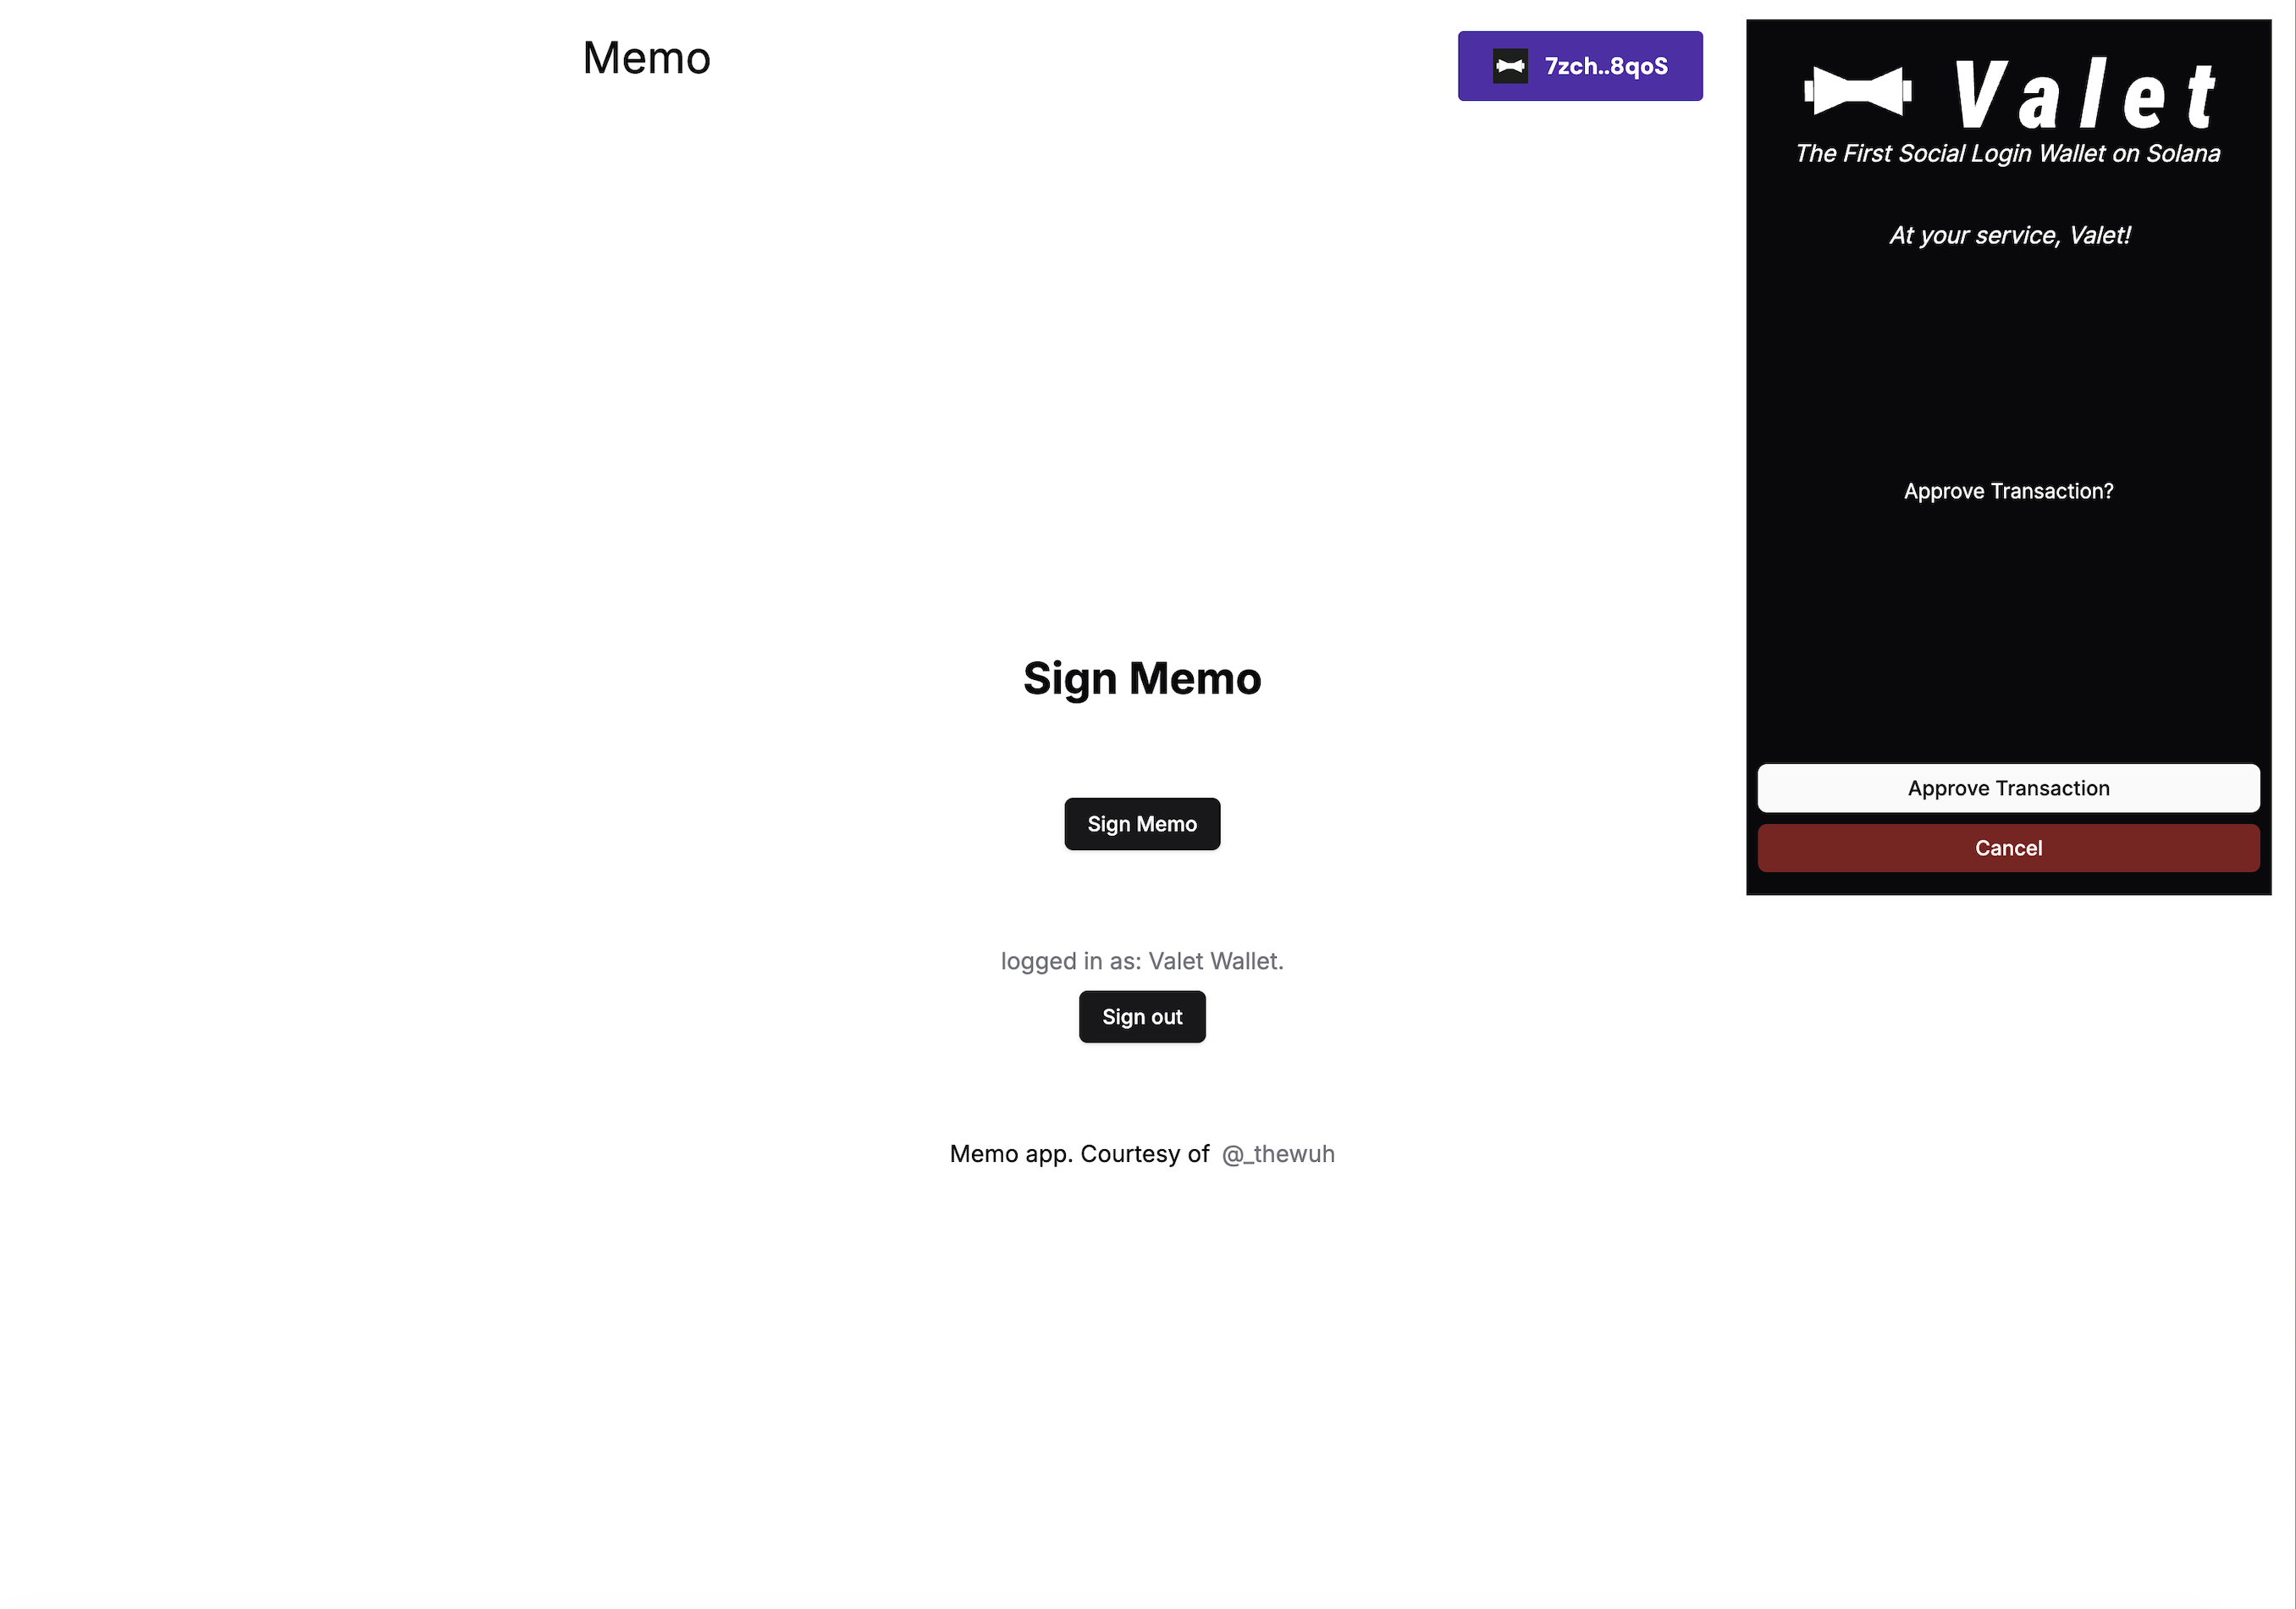 Memo
7zch..8qoS
Sign Memo
Sign Memo
logged in as: Valet Wallet.
Sign out
Memo app. Courtesy of @_thewuh
Valet
The First Social Login Wallet on Solana
At your service, Valet!
Approve Transaction?
Approve Transaction
Cancel